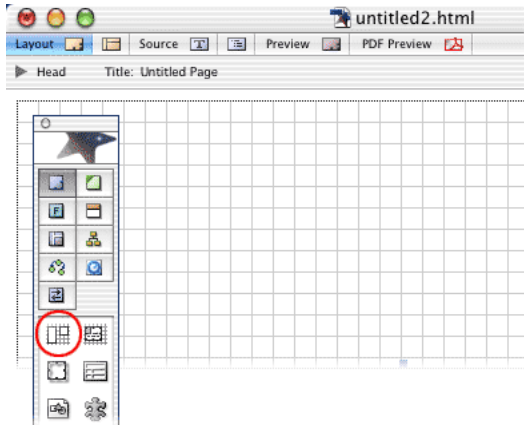 untitled2.html
Layout Source T Preview PDF Preview
Head Title: Untitled Page
F